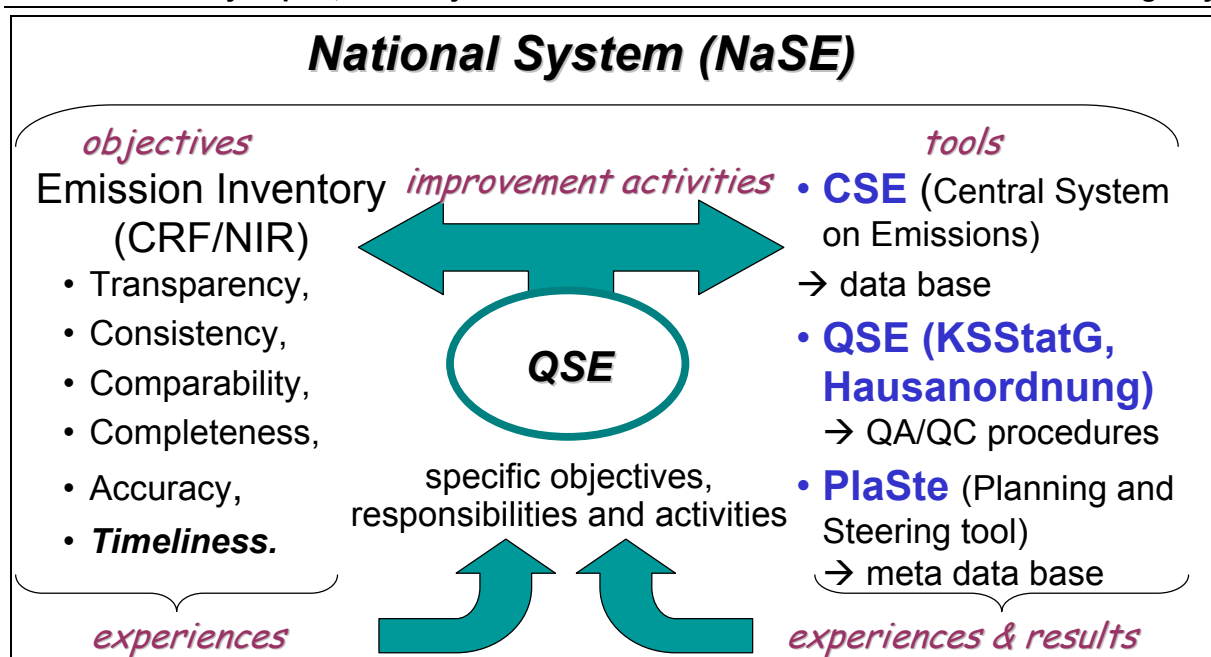 National System (NaSE)
objectives
Emission Inventory
(CRF/NIR)
• Transparency,
• Consistency,
• Comparability,
• Completeness,
• Accuracy,
• Timeliness.
experiences
improvement activities
QSE
specific objectives,
responsibilities and activities
tools
• CSE (Central System
on Emissions)
→ data base
• QSE (KSStatG,
Hausanordnung)
→ QA/QC procedures
• PlaSte (Planning and
Steering tool)
→ meta data base
experiences & results